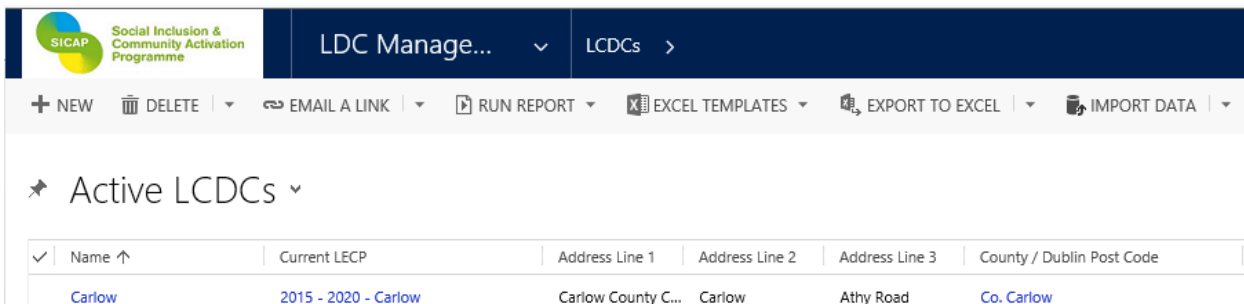 SICAP
Social Inclusion &
Community Activation
Programme
LDC Manage...
LCDCs
NEW DELETE EMAIL A LINK RUN REPORT EXCEL TEMPLATES EXPORT TO EXCEL IMPORT DATA
Active LCDCs
Name Current LECP Address Line 1 Address Line 2 Address Line 3 County / Dublin Post Code
Carlow 2015 - 2020 - Carlow Carlow County C... Carlow Athy Road Co. Carlow